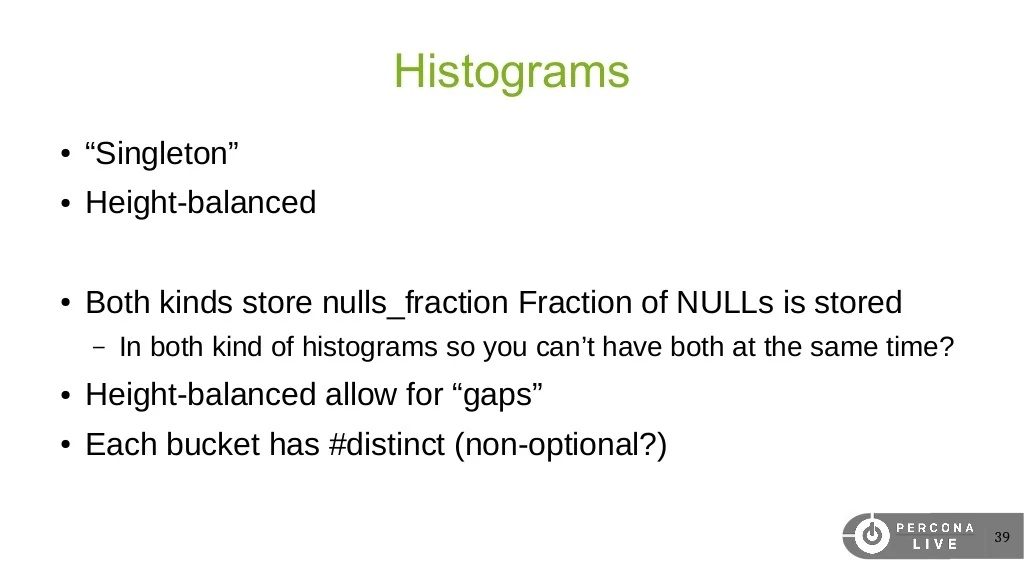 Histograms
• “Singleton”
• Height-balanced
• Both kinds store nulls_fraction Fraction of NULLs is stored
– In both kind of histograms so you can’t have both at the same time?
• Height-balanced allow for “gaps”
• Each bucket has #distinct (non-optional?)
PERCONA
LIVE
39